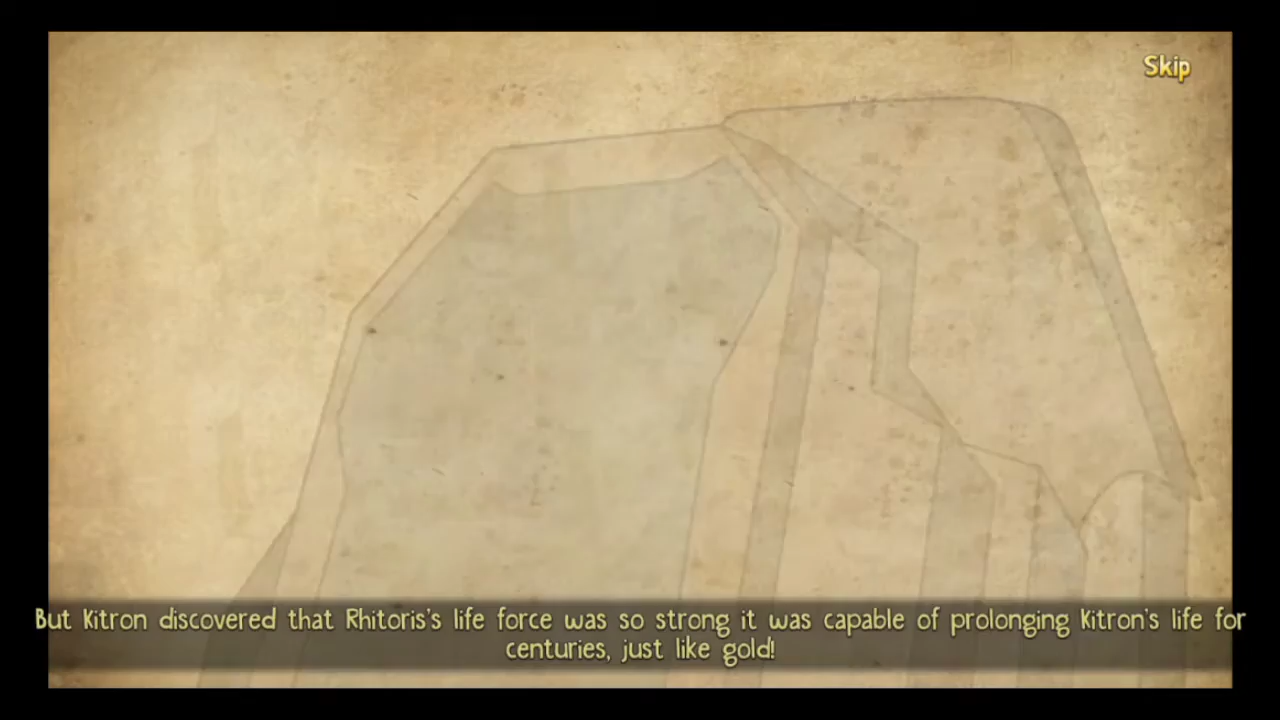 Skip
But Kitron discovered that Rhitoris's life force was so strong it was capable of prolonging Kitron's life for
centuries, just like gold!